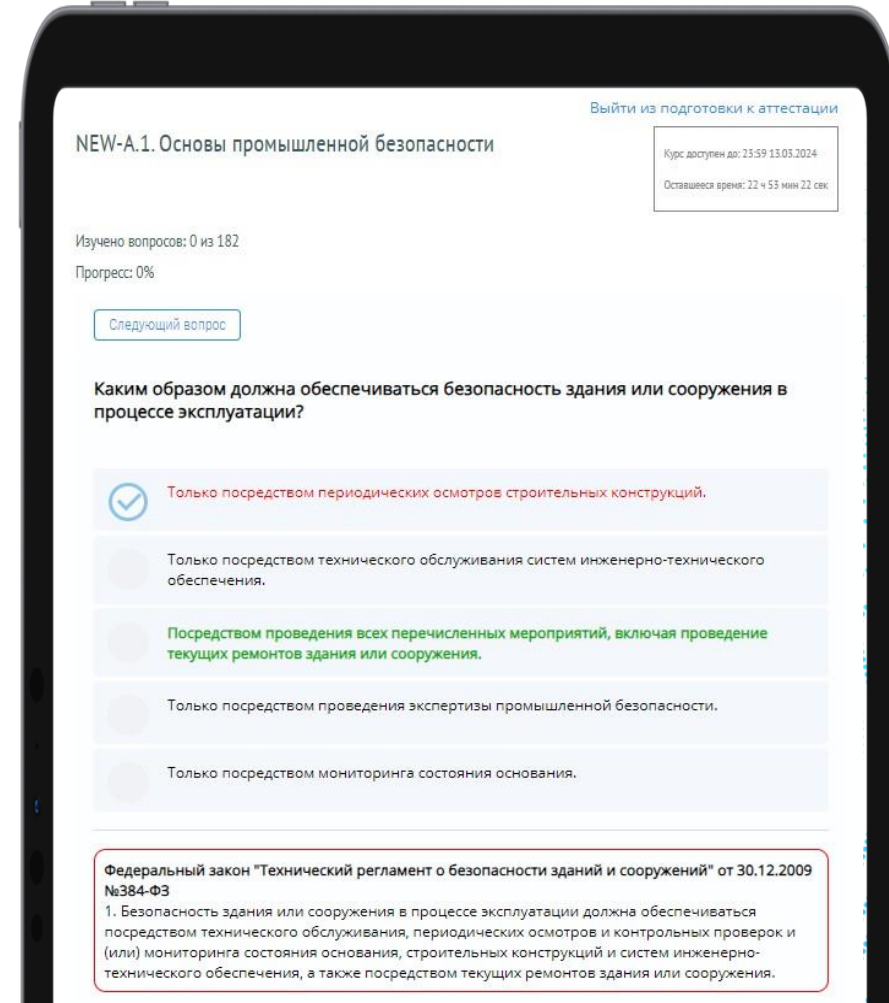 Выйти из подготовки к аттестации
NEW-А.1. Основы промышленной безопасности
Курс доступен до: 23:59 13.03.2024
Оставшееся время: 22 ч 53 мин 22 сек
Изучено вопросов: 0 из 182
Прогресс: 0%
Следующий вопрос
Каким образом должна обеспечиваться безопасность здания или сооружения в
процессе эксплуатации?
Только посредством периодических осмотров строительных конструкций.
Только посредством технического обслуживания систем инженерно-технического
обеспечения.
Посредством проведения всех перечисленных мероприятий, включая проведение
текущих ремонтов здания или сооружения.
Только посредством проведения экспертизы промышленной безопасности.
Только посредством мониторинга состояния основания.
Федеральный закон "Технический регламент о безопасности зданий и сооружений" от 30.12.2009
№384-ФЗ
1. Безопасность здания или сооружения в процессе эксплуатации должна обеспечиваться
посредством технического обслуживания, периодических осмотров и контрольных проверок и
(или) мониторинга состояния основания, строительных конструкций и систем инженерно-
технического обеспечения, а также посредством текущих ремонтов здания или сооружения.